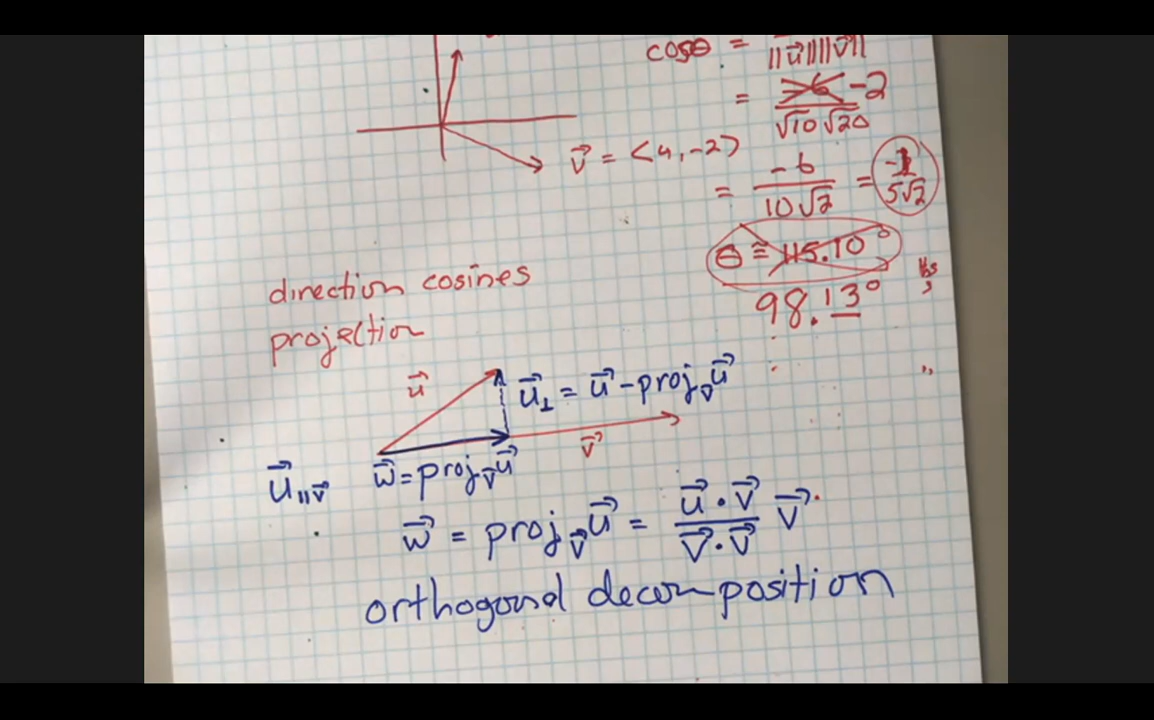 cosθ = ‖u⃗‖‖v⃗‖
= -6 -2
√10 √20
v⃗ = <4, -2>
= -6 / 10√2 = -1 / 5√2
θ ≅ 115.10°
98.13°
direction cosines
projection
u⃗
u⃗⊥ = u⃗ - proj_v⃗ u⃗
v⃗
u⃗∥v⃗ w⃗ = proj_v⃗ u⃗
w⃗ = proj_v⃗ u⃗ = u⃗ · v⃗ / v⃗ · v⃗ v⃗
orthogonal decomposition